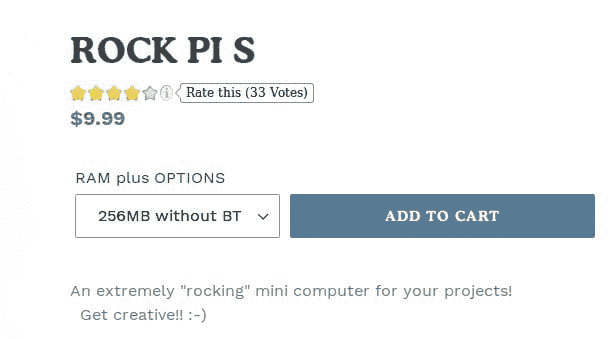 ROCK PI S
Rate this (33 Votes)
$9.99
RAM plus OPTIONS
256MB without BT
ADD TO CART
An extremely "rocking" mini computer for your projects!
Get creative!! :-)